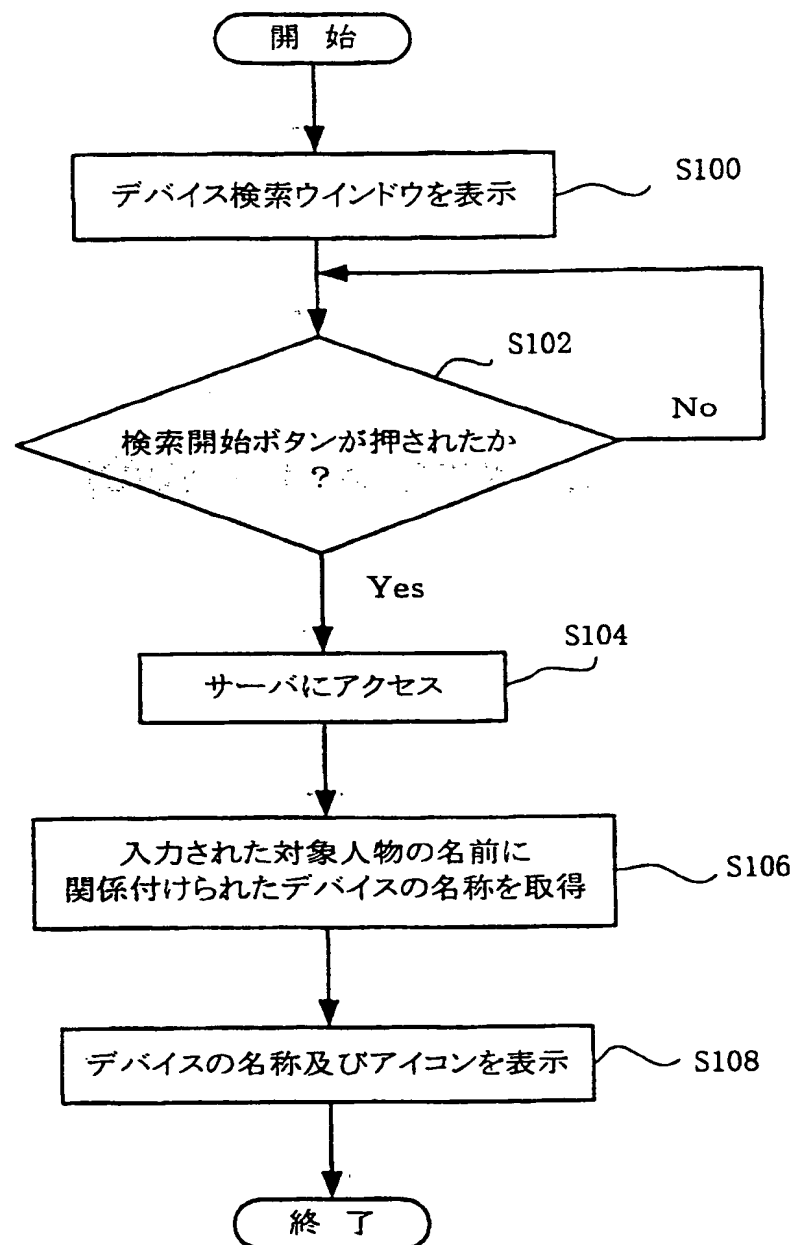 開 始
デバイス検索ウインドウを表示
S100
S102
検索開始ボタンが押されたか
?
No
Yes
S104
サーバにアクセス
入力された対象人物の名前に
関係付けられたデバイスの名称を取得
S106
デバイスの名称及びアイコンを表示
S108
終 了